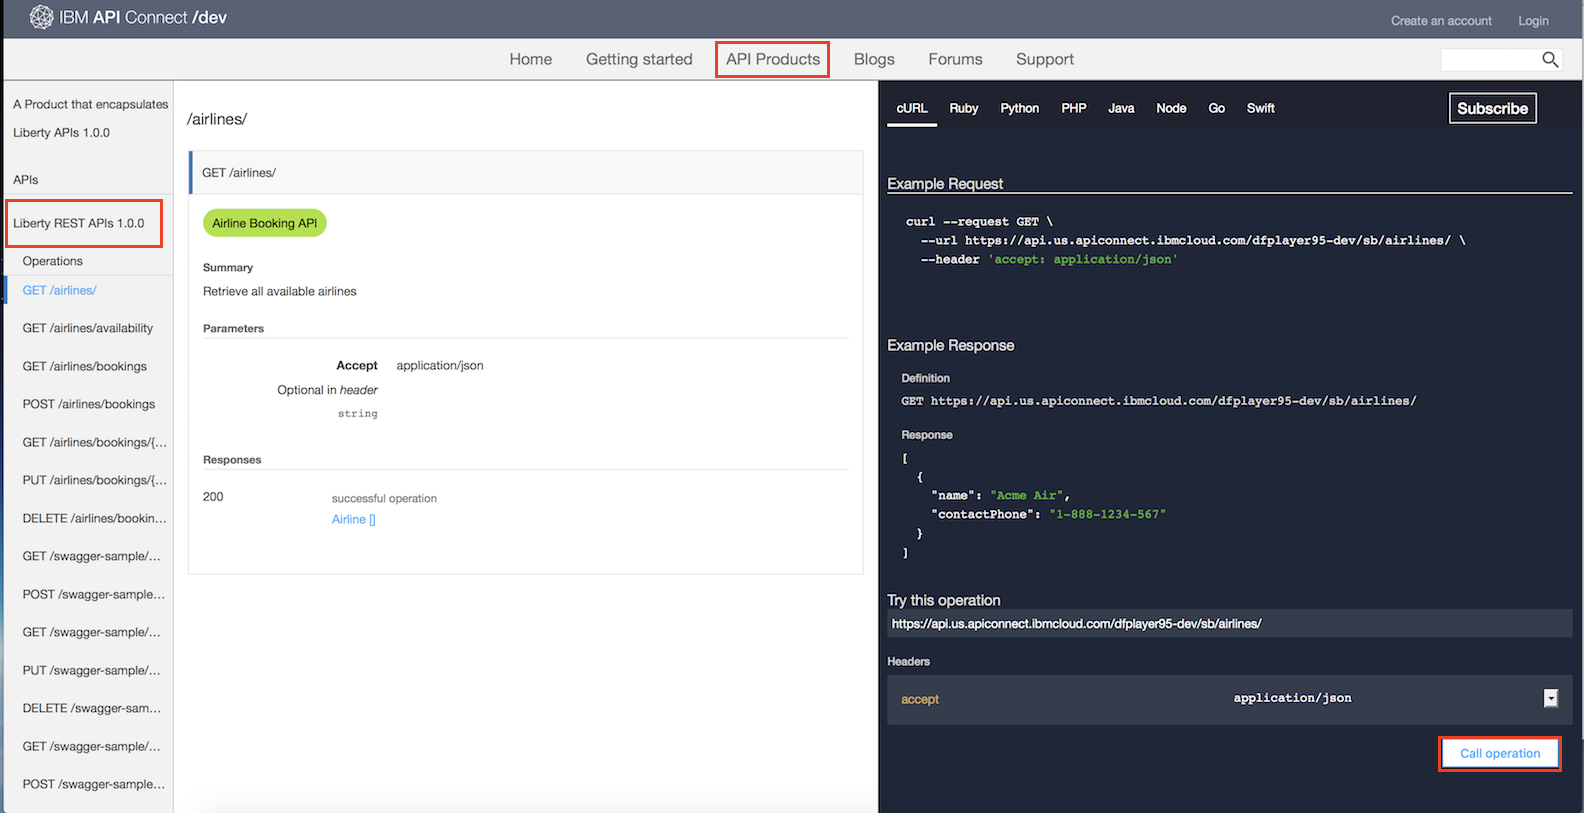 IBM API Connect /dev
Create an account
Login
Home
Getting started
API Products
Blogs
Forums
Support
A Product that encapsulates
Liberty APIs 1.0.0
APIs
Liberty REST APIs 1.0.0
Operations
GET /airlines/
GET /airlines/availability
GET /airlines/bookings
POST /airlines/bookings
GET /airlines/bookings/{...
PUT /airlines/bookings/{...
DELETE /airlines/bookin...
GET /swagger-sample/...
POST /swagger-sample...
GET /swagger-sample/...
PUT /swagger-sample/...
DELETE /swagger-sam...
GET /swagger-sample/...
POST /swagger-sample...
/airlines/
GET /airlines/
Airline Booking API
Summary
Retrieve all available airlines
Parameters
Accept application/json
Optional in header
string
Responses
200 successful operation
Airline []
cURL Ruby Python PHP Java Node Go Swift
Subscribe
Example Request
curl --request GET \
--url https://api.us.apiconnect.ibmcloud.com/dfplayer95-dev/sb/airlines/ \
--header 'accept: application/json'
Example Response
Definition
GET https://api.us.apiconnect.ibmcloud.com/dfplayer95-dev/sb/airlines/
Response
[
{
"name": "Acme Air",
"contactPhone": "1-888-1234-567"
}
]
Try this operation
https://api.us.apiconnect.ibmcloud.com/dfplayer95-dev/sb/airlines/
Headers
accept application/json
Call operation